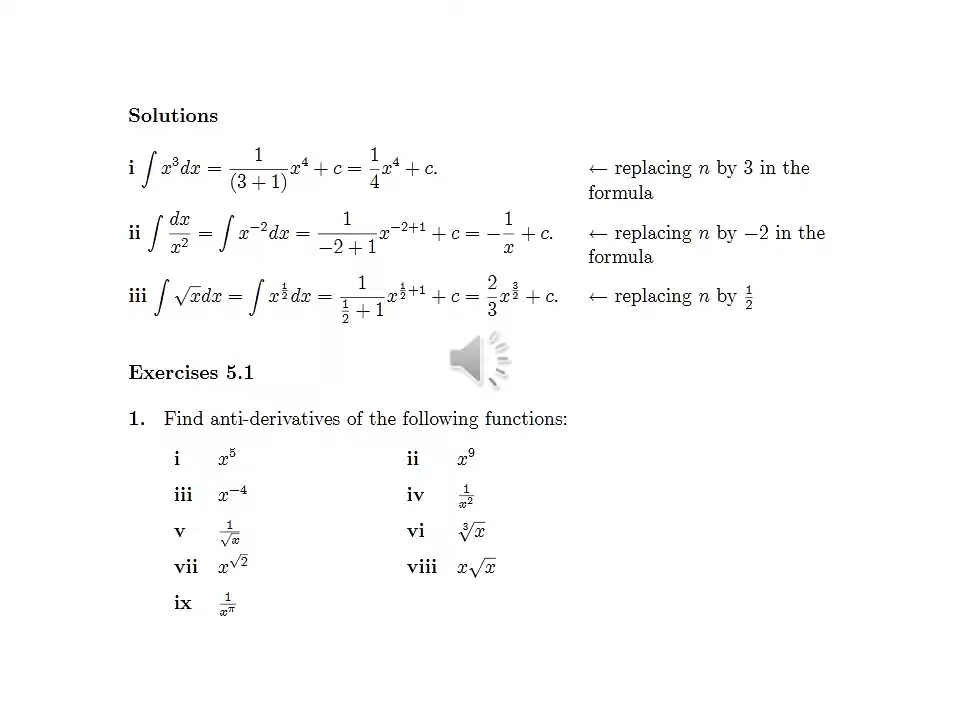 Solutions
i ∫ x³dx = 1/(3 + 1) x⁴ + c = 1/4 x⁴ + c. ← replacing n by 3 in the
formula
ii ∫ dx/x² = ∫ x⁻²dx = 1/(−2 + 1) x⁻²⁺¹ + c = −1/x + c. ← replacing n by −2 in the
formula
iii ∫ √x dx = ∫ x^(1/2) dx = 1/(1/2 + 1) x^(1/2+1) + c = 2/3 x^(3/2) + c. ← replacing n by 1/2
Exercises 5.1
1. Find anti-derivatives of the following functions:
i x⁵ ii x⁹
iii x⁻⁴ iv 1/x²
v 1/√x vi ∛x
vii x^√2 viii x√x
ix 1/x^π